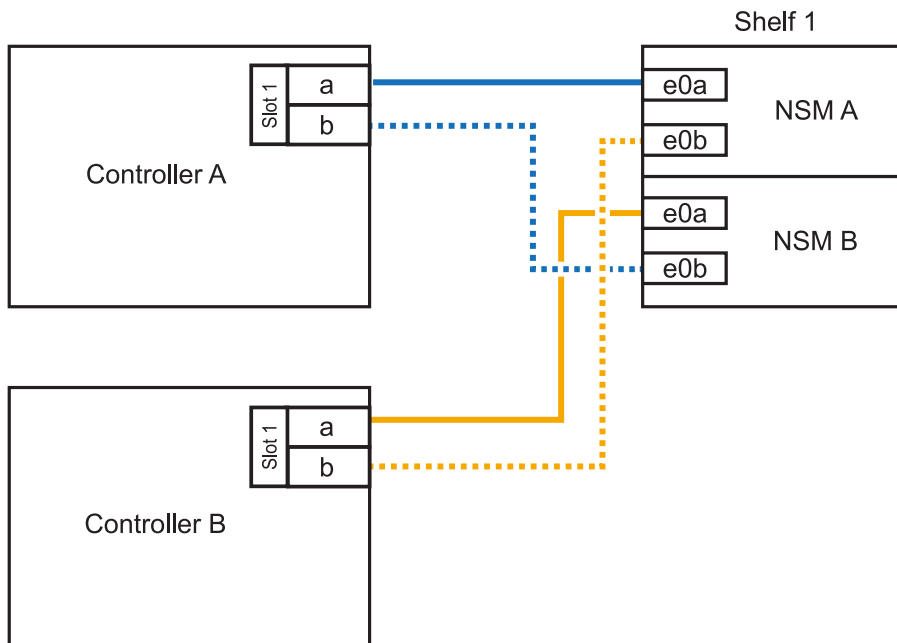 Shelf 1
Slot 1
a
b
Controller A
e0a
e0b
NSM A
e0a
e0b
NSM B
Slot 1
a
b
Controller B